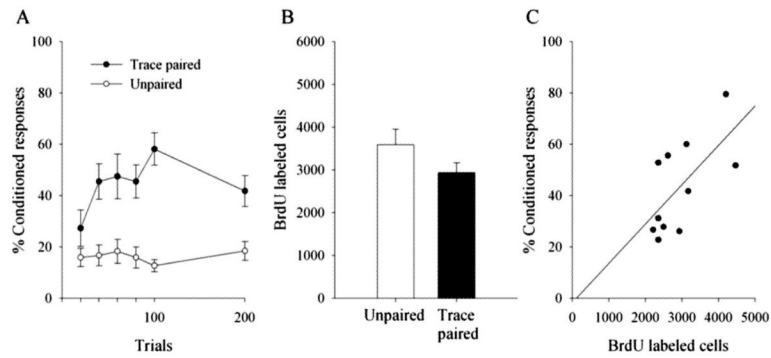 A
B
C
100
80
60
40
20
0
% Conditioned responses
Trace paired
Unpaired
100
200
Trials
6000
5000
4000
3000
2000
1000
0
BrdU labeled cells
Unpaired
Trace
paired
100
80
60
40
20
0
% Conditioned responses
0
1000
2000
3000
4000
5000
BrdU labeled cells